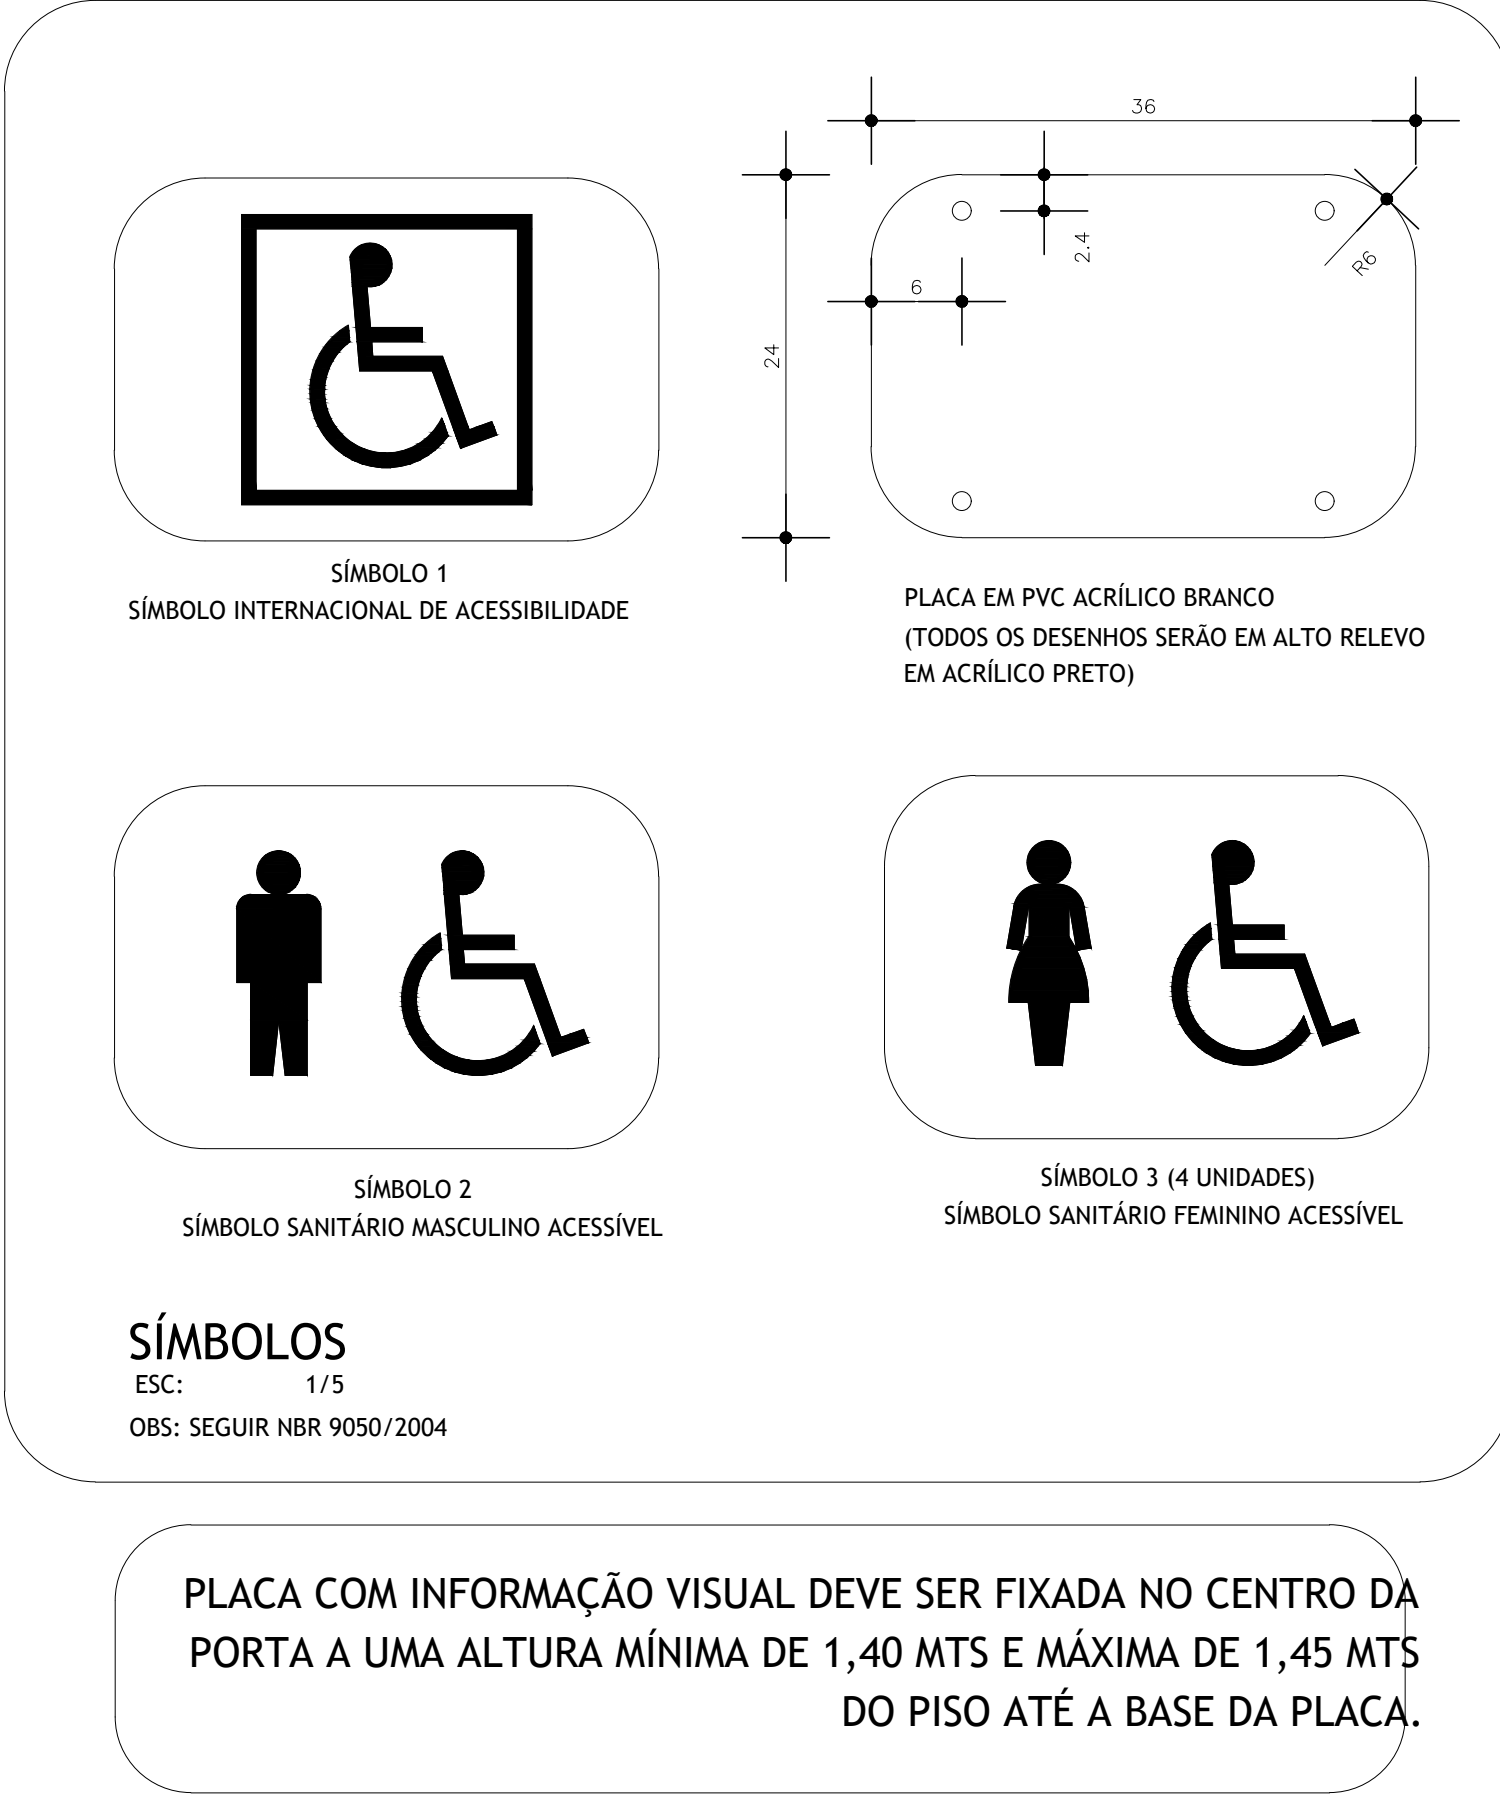 36
2.4
R6
6
24
SÍMBOLO 1
SÍMBOLO INTERNACIONAL DE ACESSIBILIDADE
PLACA EM PVC ACRÍLICO BRANCO
(TODOS OS DESENHOS SERÃO EM ALTO RELEVO
EM ACRÍLICO PRETO)
SÍMBOLO 2
SÍMBOLO SANITÁRIO MASCULINO ACESSÍVEL
SÍMBOLO 3 (4 UNIDADES)
SÍMBOLO SANITÁRIO FEMININO ACESSÍVEL
SÍMBOLOS
ESC: 1/5
OBS: SEGUIR NBR 9050/2004
PLACA COM INFORMAÇÃO VISUAL DEVE SER FIXADA NO CENTRO DA
PORTA A UMA ALTURA MÍNIMA DE 1,40 MTS E MÁXIMA DE 1,45 MTS
DO PISO ATÉ A BASE DA PLACA.